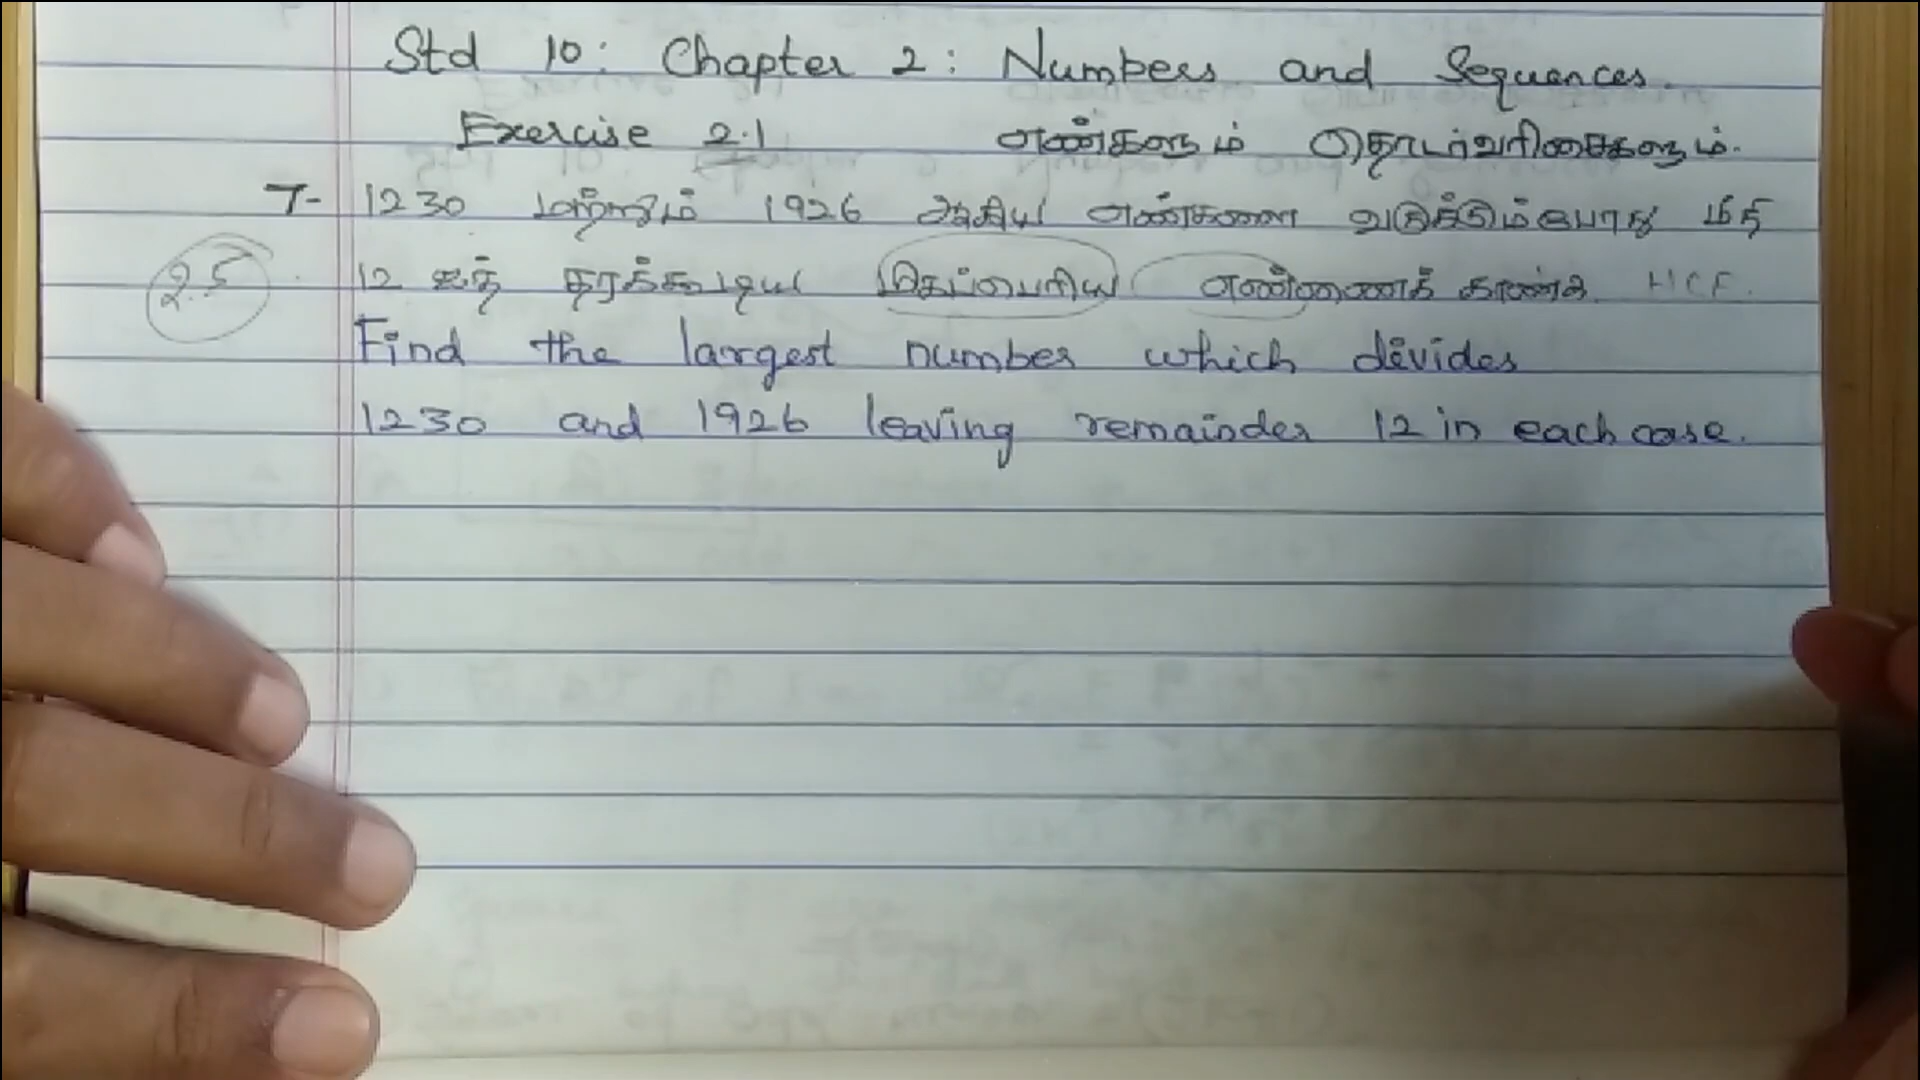 Std 10: Chapter 2: Numbers and Sequences.
Exercise 2.1 எண்களும் தொடர்வரிசைகளும்.
7- 1230 மற்றும் 1926 ஆகிய எண்களை வகுக்கும்போது மீதி
2.5 12 ஐத் தரக்கூடிய மிகப்பெரிய எண்ணைக் காண்க. HCF.
Find the largest number which divides
1230 and 1926 leaving remainder 12 in each case.